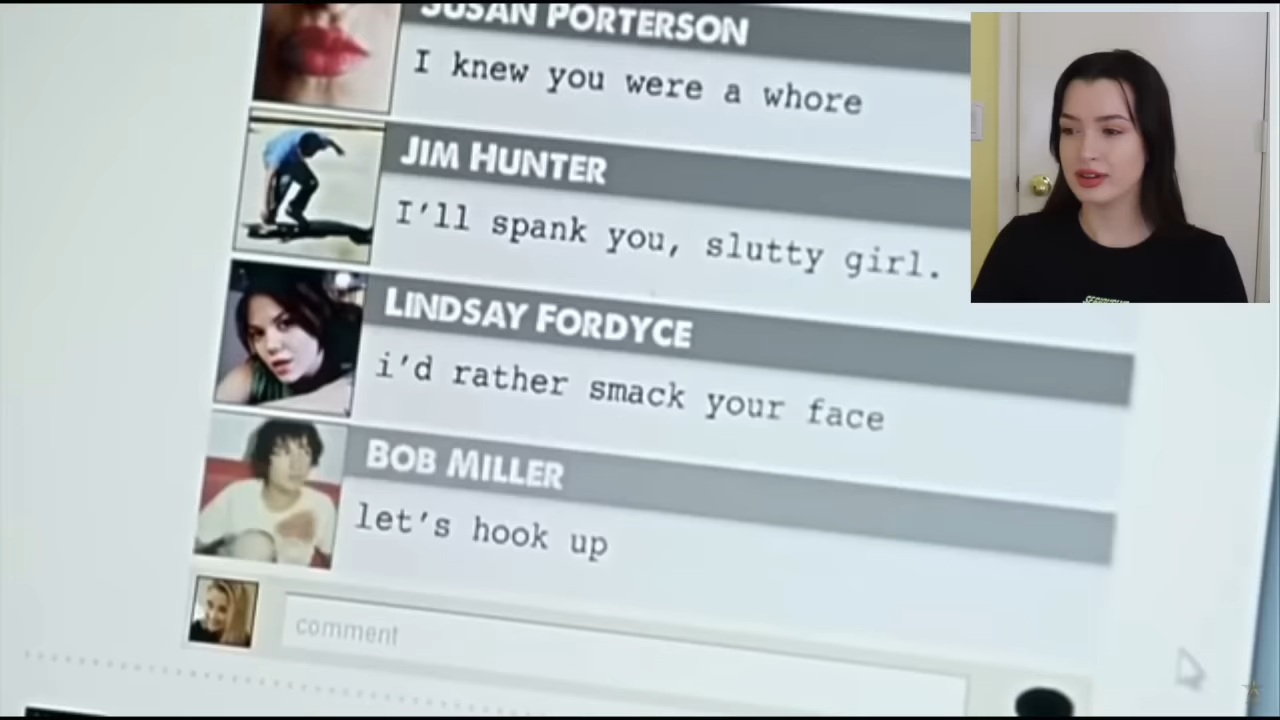 SUSAN PORTERSON
I knew you were a whore
JIM HUNTER
I'll spank you, slutty girl.
LINDSAY FORDYCE
i'd rather smack your face
BOB MILLER
let's hook up
comment